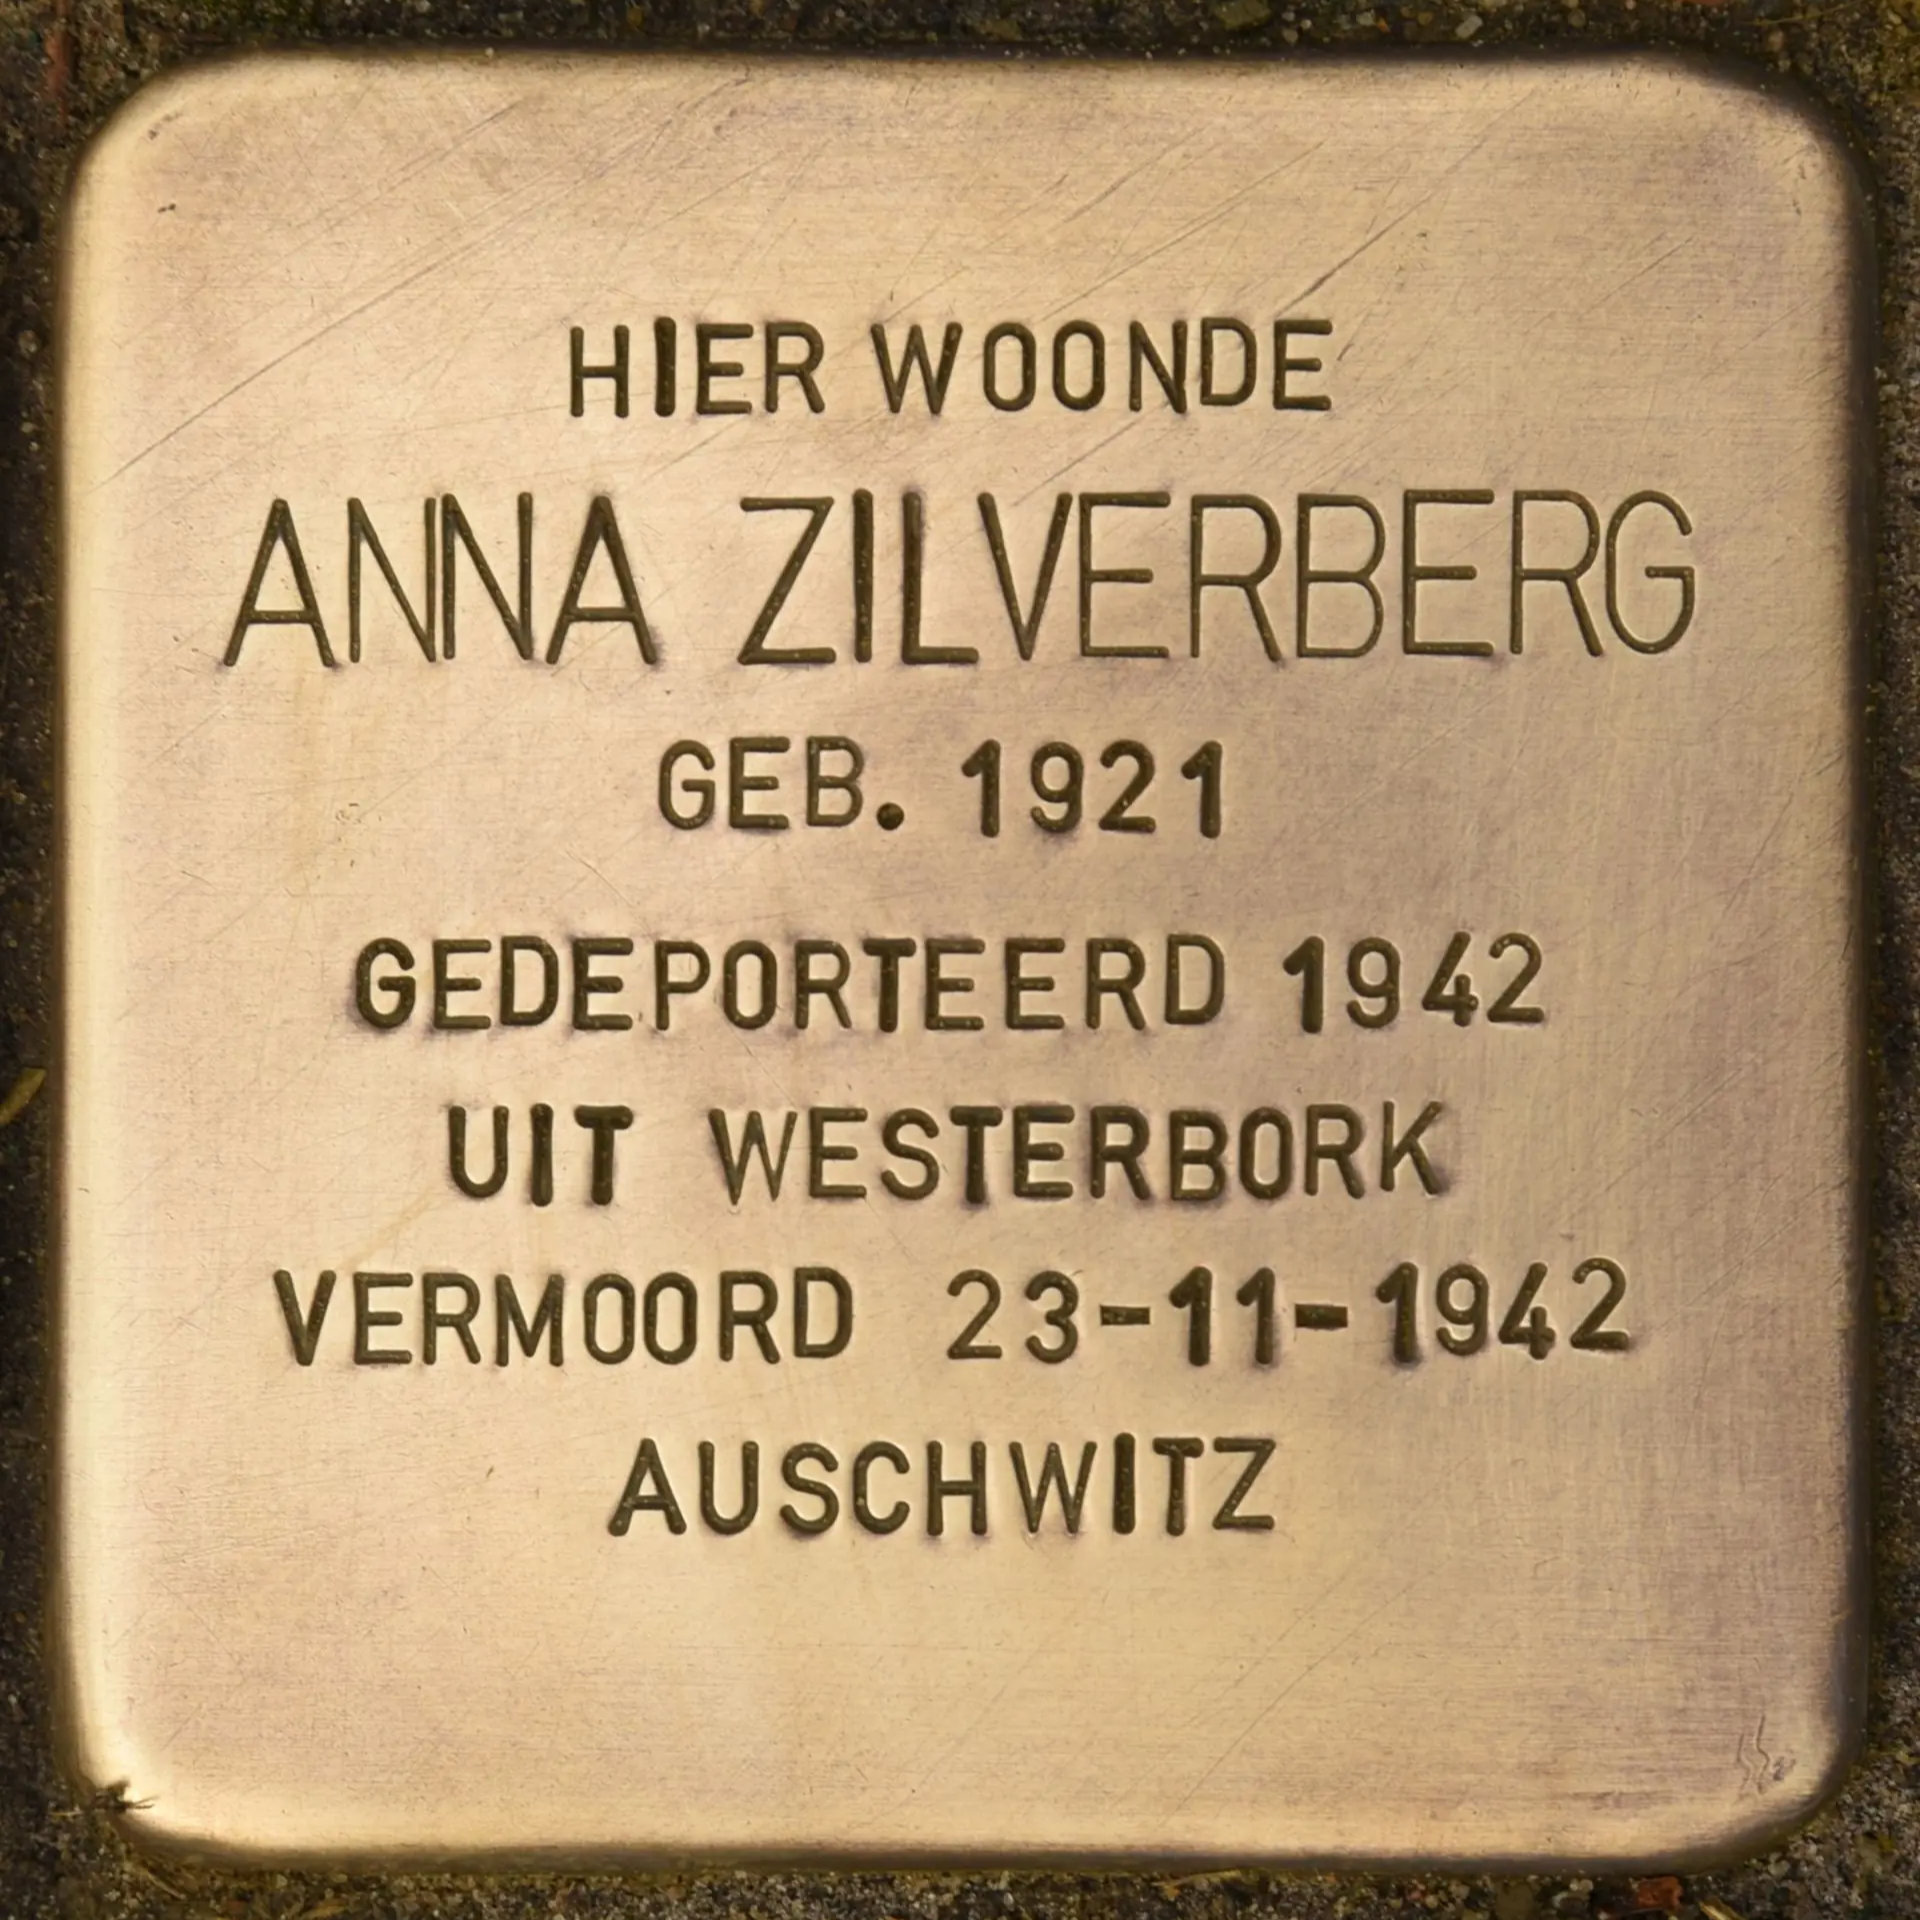 HIER WOONDE
ANNA ZILVERBERG
GEB. 1921
GEDEPORTEERD 1942
UIT WESTERBORK
VERMOORD 23-11-1942
AUSCHWITZ